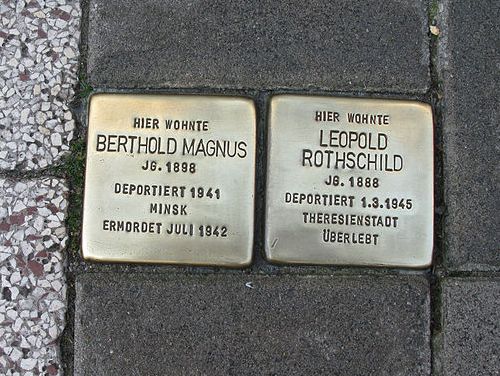 HIER WOHNTE
BERTHOLD MAGNUS
JG. 1898
DEPORTIERT 1941
MINSK
ERMORDET JULI 1942
HIER WOHNTE
LEOPOLD
ROTHSCHILD
JG. 1888
DEPORTIERT 1.3.1945
THERESIENSTADT
ÜBERLEBT